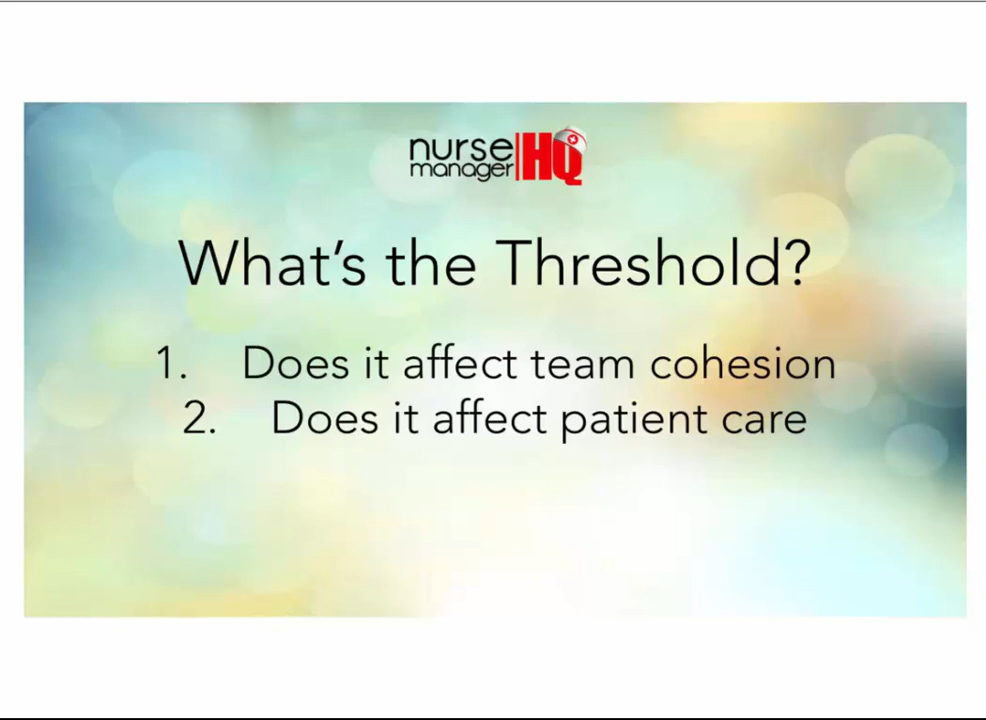 nurse
manager HQ
What's the Threshold?
1. Does it affect team cohesion
2. Does it affect patient care